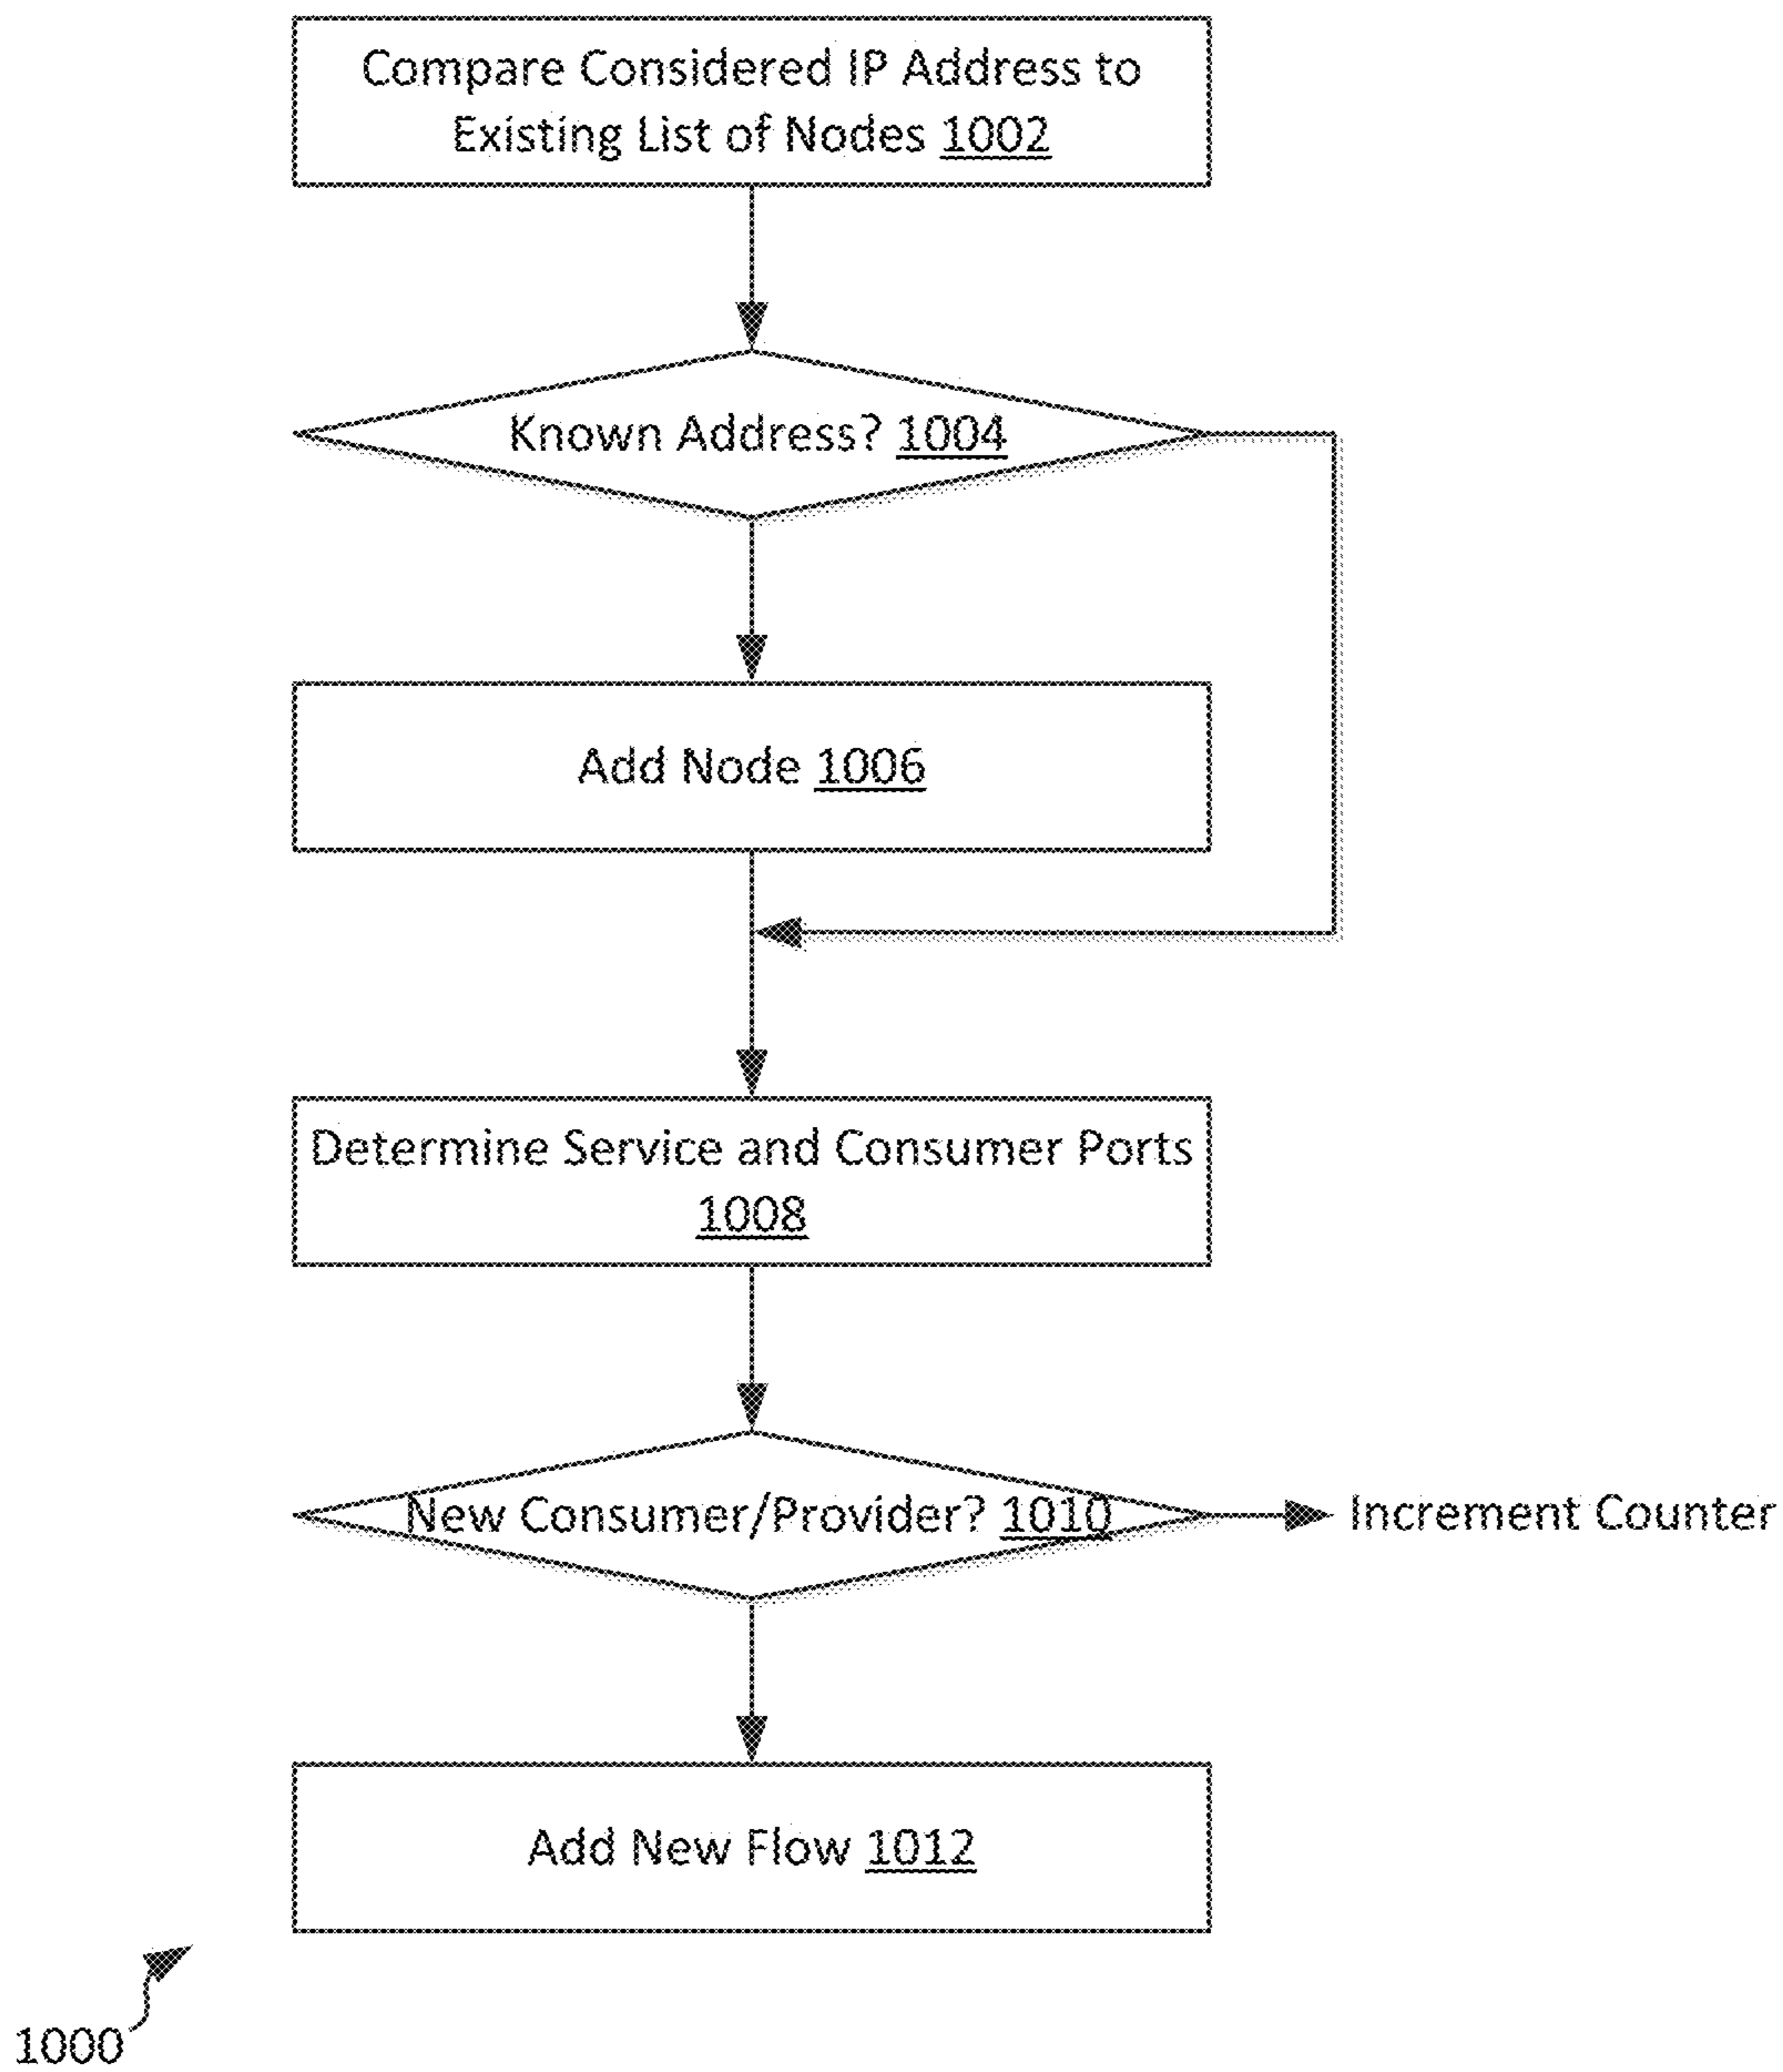 Compare Considered IP Address to
Existing List of Nodes 1002
Known Address? 1004
Add Node 1006
Determine Service and Consumer Ports
1008
New Consumer/Provider? 1010
Increment Counter
Add New Flow 1012
1000